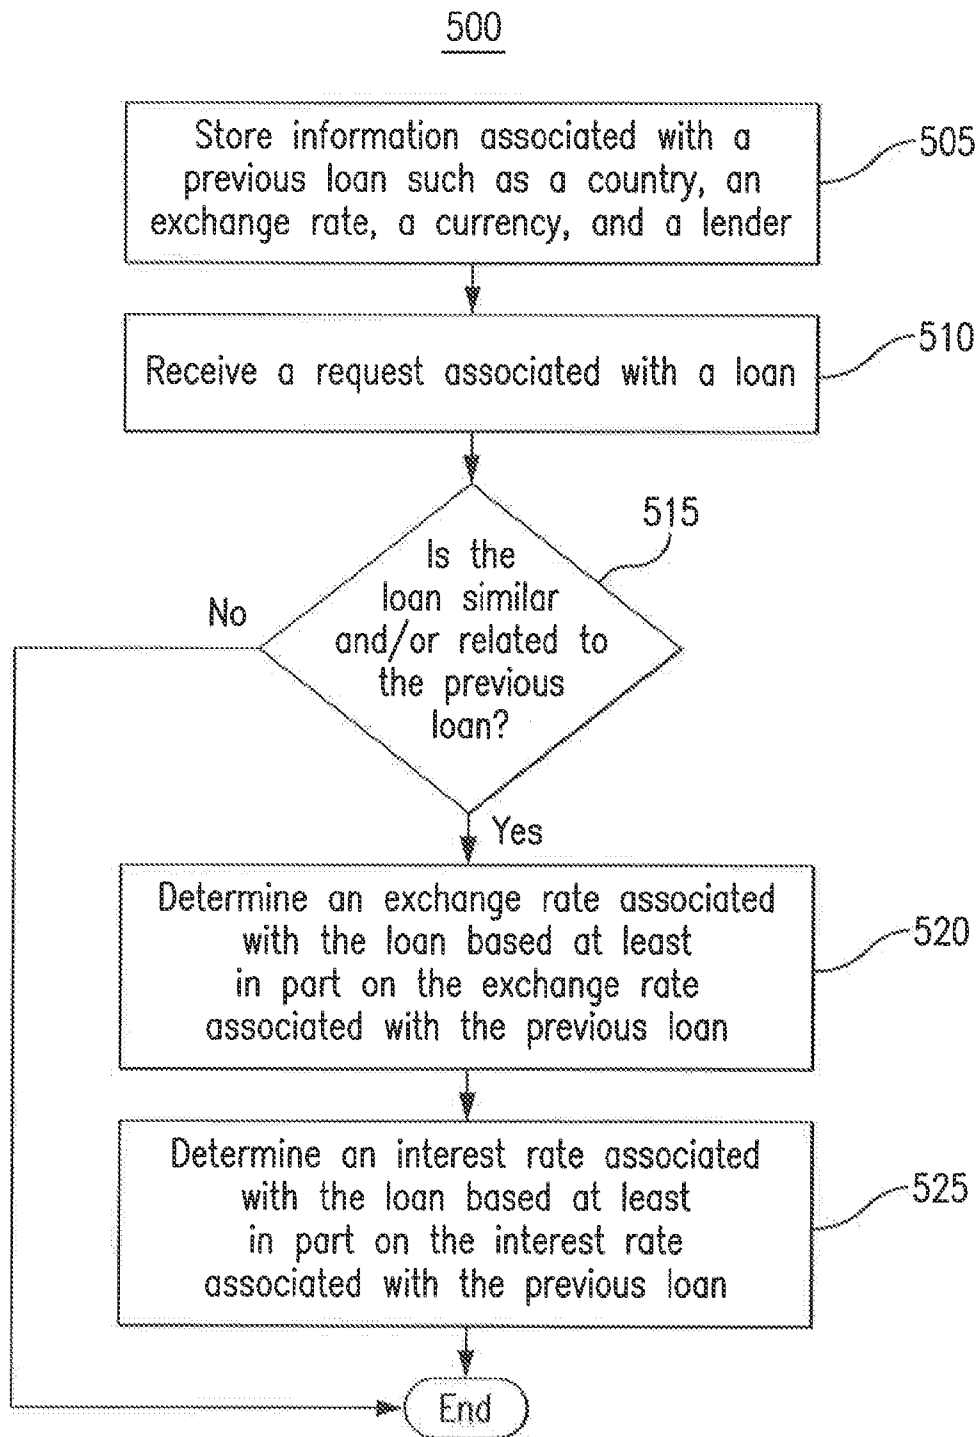 500
Store information associated with a
previous loan such as a country, an
exchange rate, a currency, and a lender
505
Receive a request associated with a loan
510
Is the
loan similar
and/or related to
the previous
loan?
515
No
Yes
Determine an exchange rate associated
with the loan based at least
in part on the exchange rate
associated with the previous loan
520
Determine an interest rate associated
with the loan based at least
in part on the interest rate
associated with the previous loan
525
End